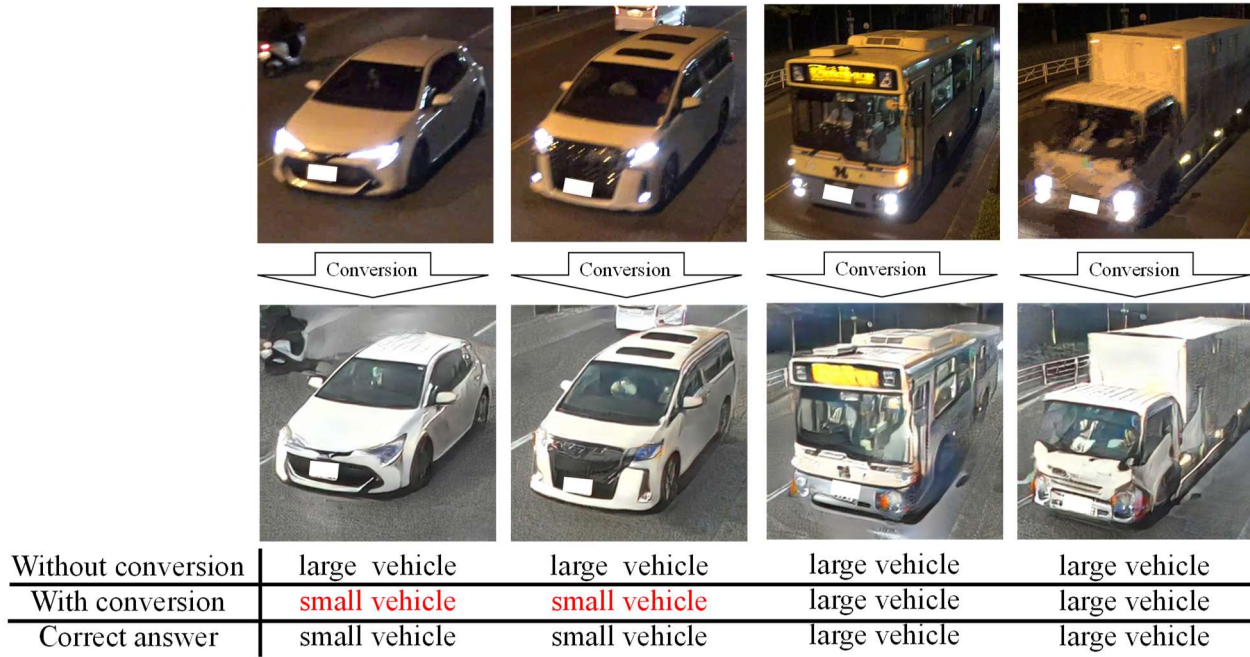 Conversion Conversion Conversion Conversion
Without conversion large vehicle large vehicle large vehicle large vehicle
With conversion small vehicle small vehicle large vehicle large vehicle
Correct answer small vehicle small vehicle large vehicle large vehicle